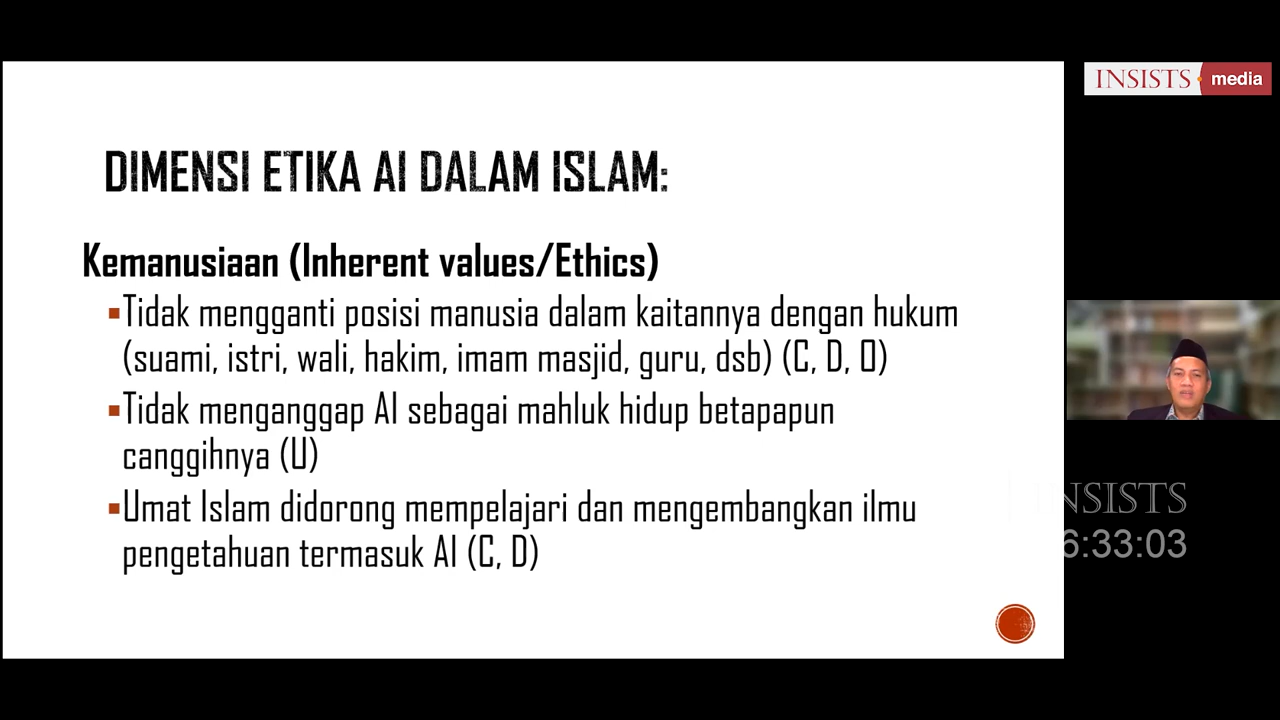 DIMENSI ETIKA AI DALAM ISLAM:
Kemanusiaan (Inherent values/Ethics)
▪Tidak mengganti posisi manusia dalam kaitannya dengan hukum
(suami, istri, wali, hakim, imam masjid, guru, dsb) (C, D, O)
▪Tidak menganggap AI sebagai mahluk hidup betapapun
canggihnya (U)
▪Umat Islam didorong mempelajari dan mengembangkan ilmu
pengetahuan termasuk AI (C, D)
INSISTS media
NSISTS
6:33:03